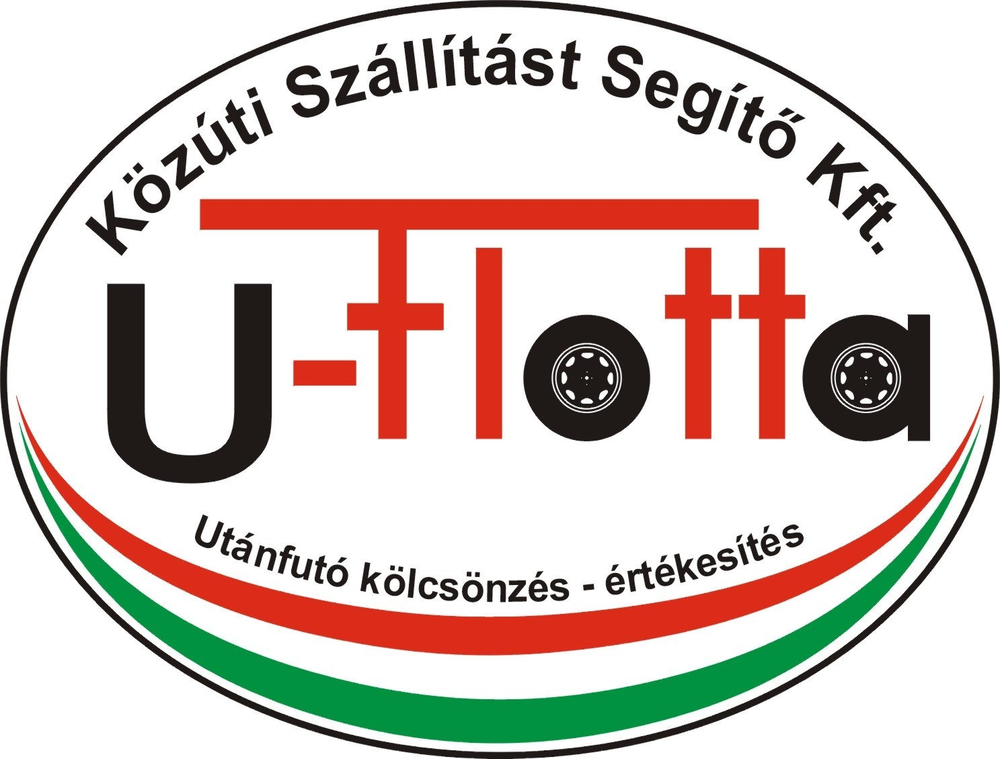 Közúti Szállítást Segítő Kft.
U-flotta
Utánfutó kölcsönzés - értékesítés